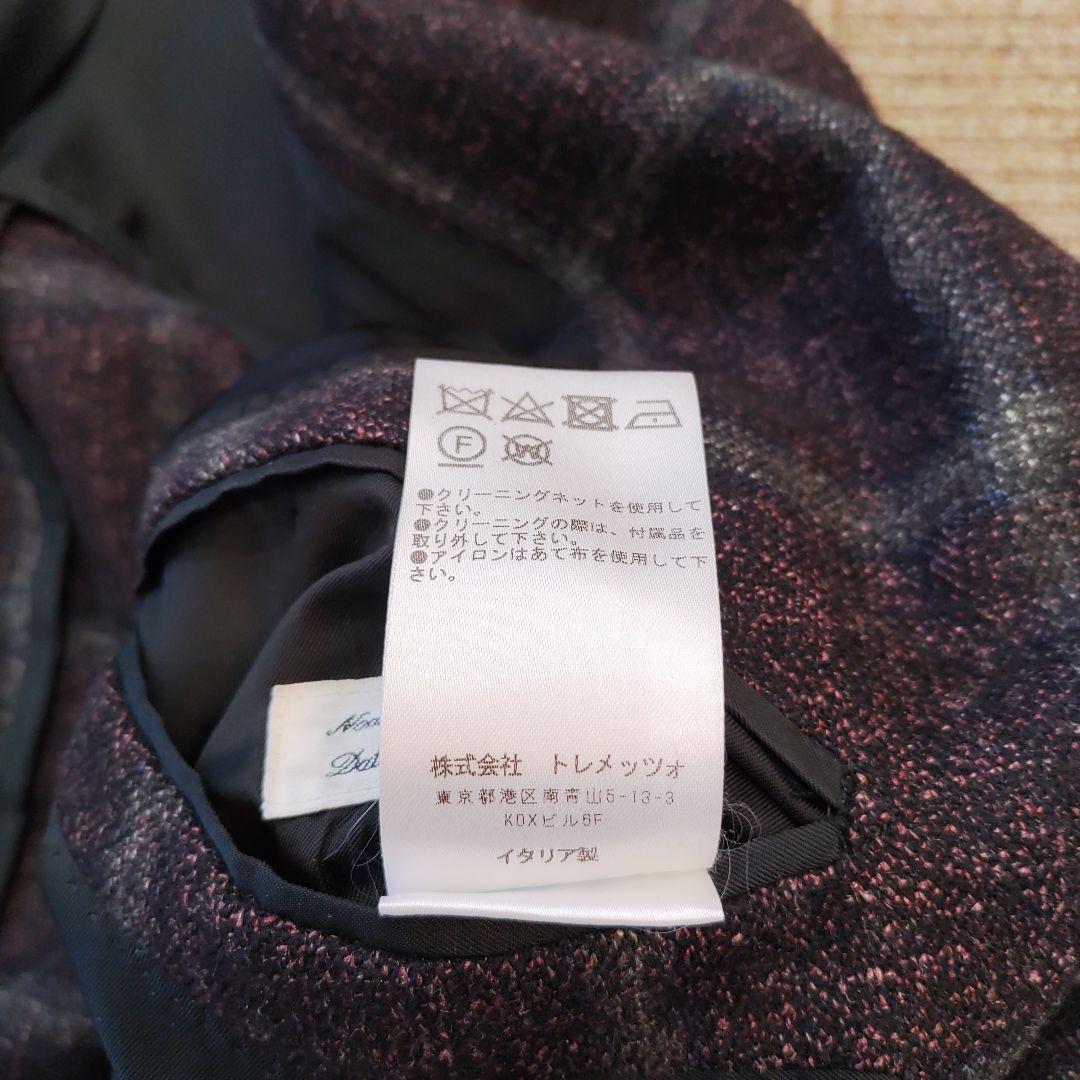 F
W
●クリーニングネットを使用して
下さい。
●クリーニングの際は、付属品を
取り外して下さい。
●アイロンはあて布を使用して下
さい。
株式会社 トレメッツォ
東京都港区南青山5-13-3
KOXビル6F
イタリア製